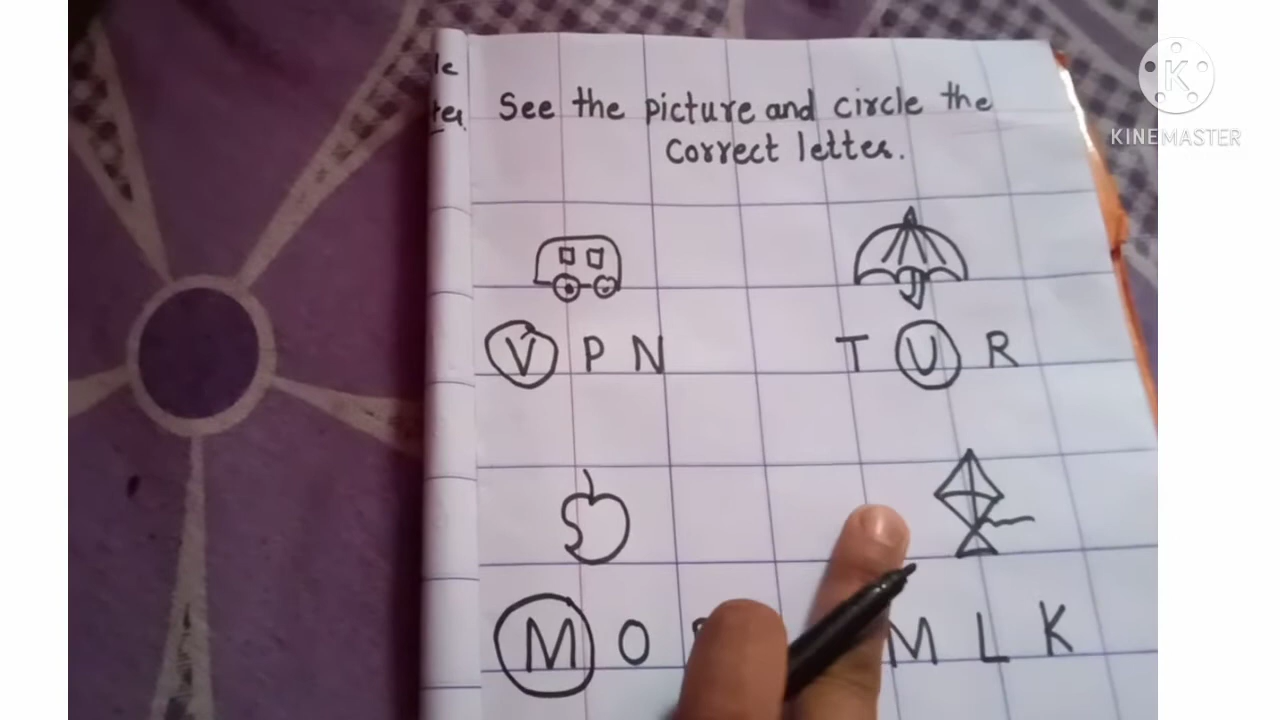 le
ter
See the picture and circle the
correct letter.
V P N
T U R
M O
M L K
KINEMASTER